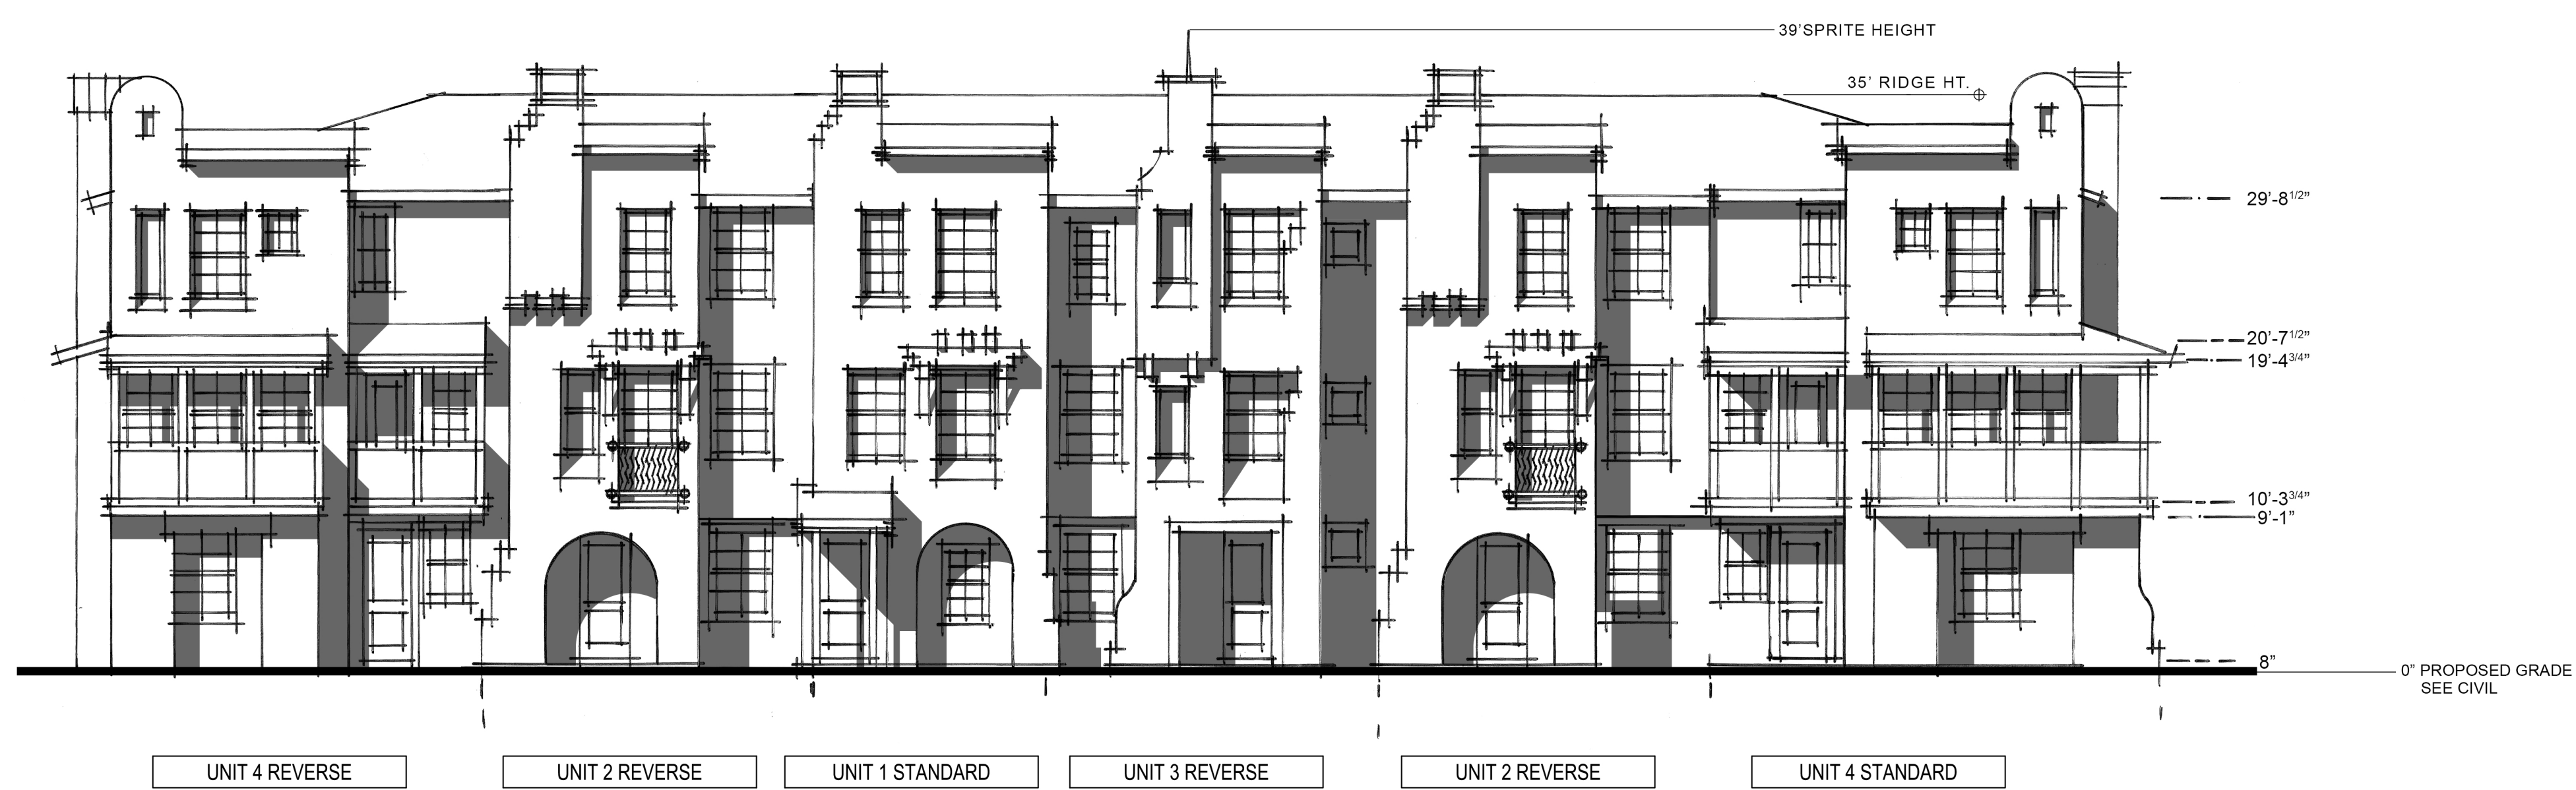 39'SPRITE HEIGHT
35' RIDGE HT.
29'-8 1/2"
20'-7 1/2"
19'-4 3/4"
10'-3 3/4"
9'-1"
8"
0" PROPOSED GRADE
SEE CIVIL
UNIT 4 REVERSE
UNIT 2 REVERSE
UNIT 1 STANDARD
UNIT 3 REVERSE
UNIT 2 REVERSE
UNIT 4 STANDARD